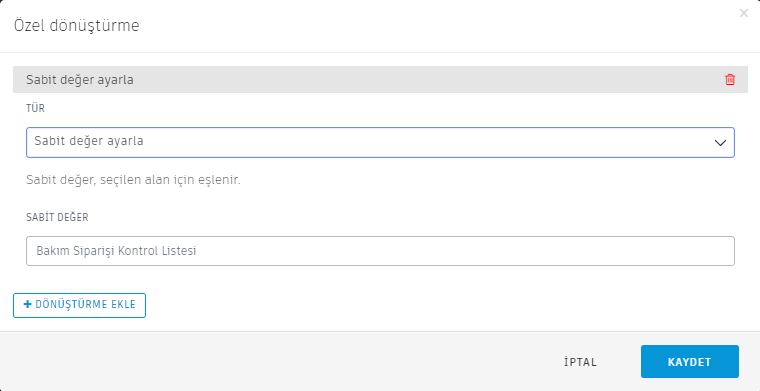 Özel dönüştürme
Sabit değer ayarla
TÜR
Sabit değer ayarla
Sabit değer, seçilen alan için eşlenir.
SABİT DEĞER
Bakım Siparişi Kontrol Listesi
+ DÖNÜŞTÜRME EKLE
İPTAL
KAYDET